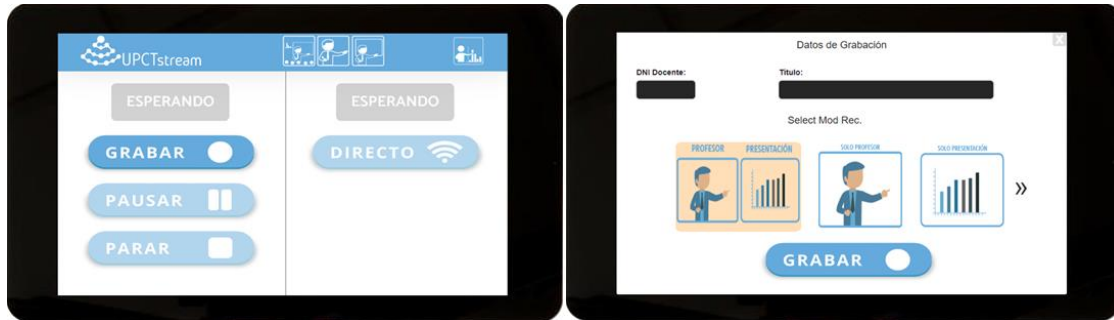 UPCTstream
ESPERANDO
GRABAR
PAUSAR
PARAR
ESPERANDO
DIRECTO
X
Datos de Grabación
DNI Docente:
Titulo:
Select Mod Rec.
PROFESOR PRESENTACIÓN
SOLO PROFESOR
SOLO PRESENTACIÓN
»
GRABAR